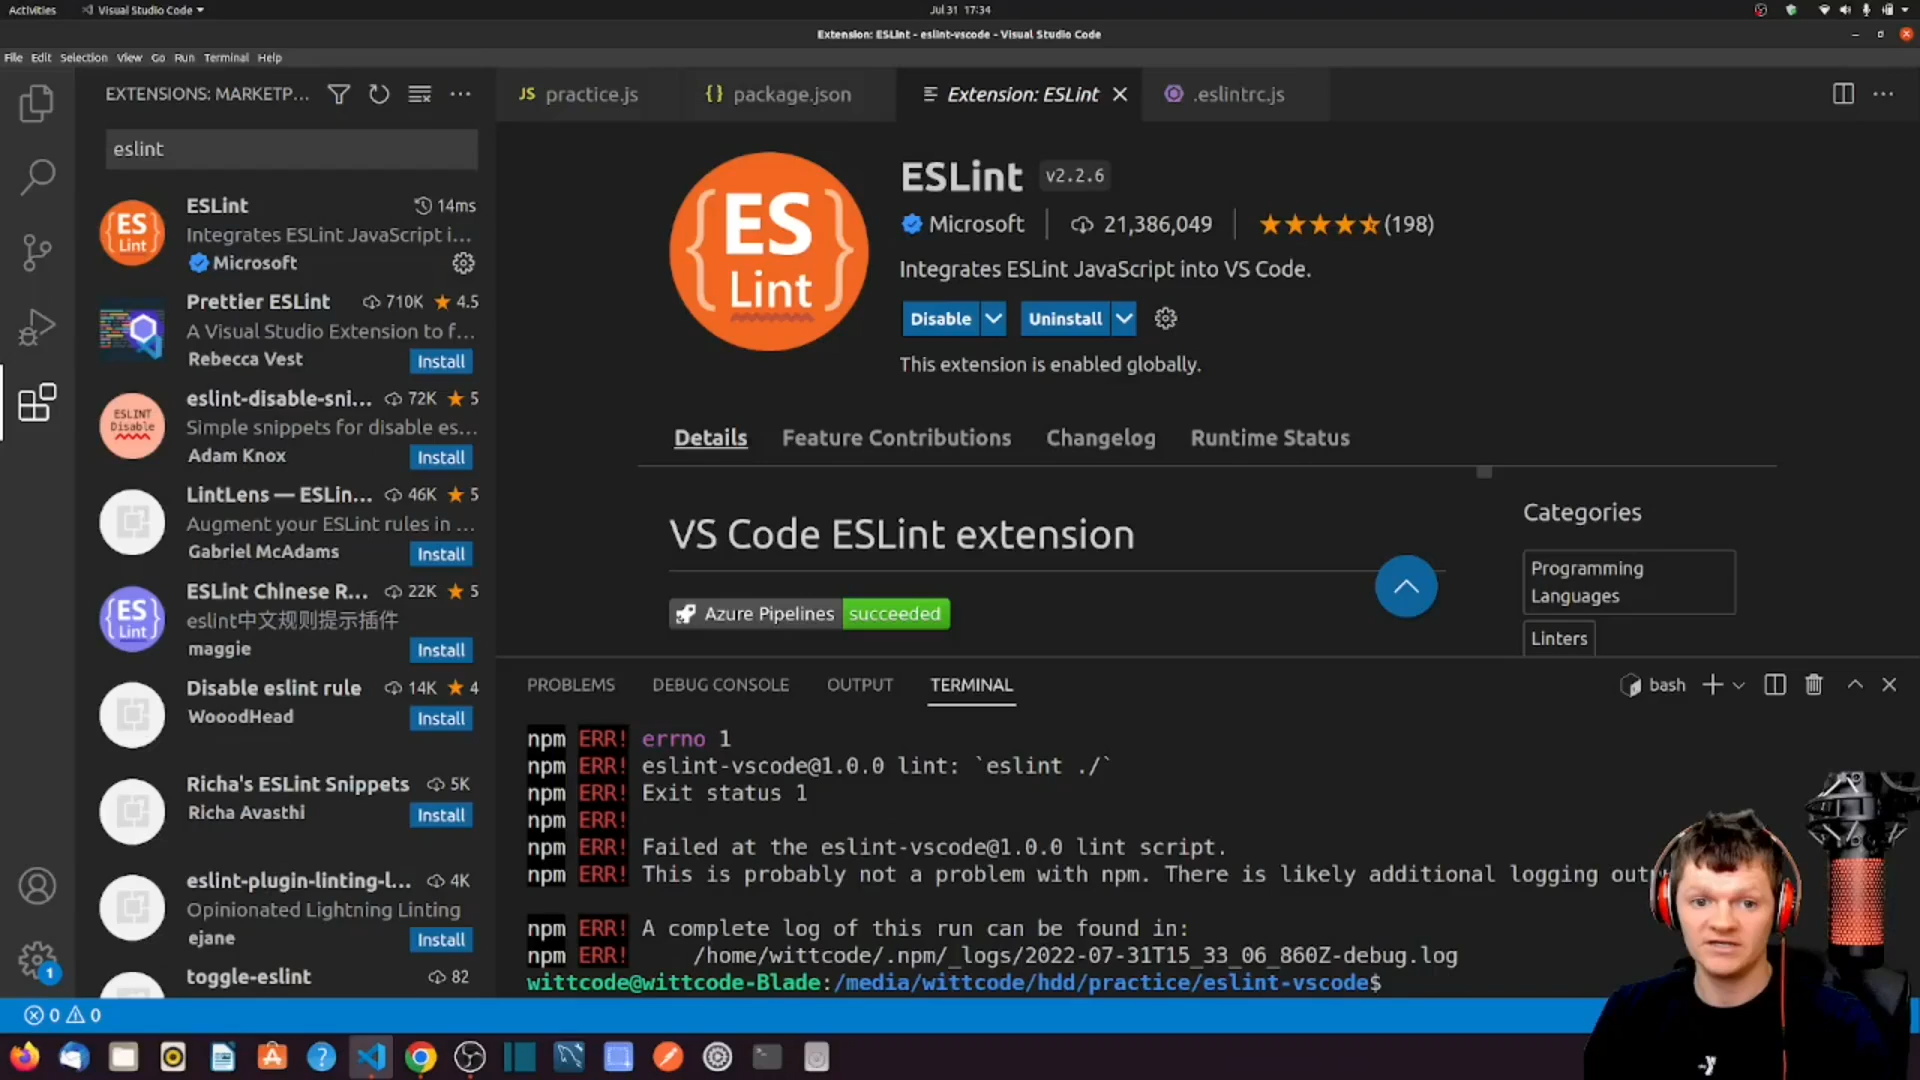 Activities
Visual Studio Code
Jul 31 17:34
Extension: ESLint - eslint-vscode - Visual Studio Code
File Edit Selection View Go Run Terminal Help
EXTENSIONS: MARKETP...
eslint
ESLint
14ms
Integrates ESLint JavaScript i...
Microsoft
Prettier ESLint
710K
4.5
A Visual Studio Extension to f...
Rebecca Vest
Install
eslint-disable-sni...
72K
5
Simple snippets for disable es...
Adam Knox
Install
ESLINT
Disable
LintLens — ESLin...
46K
5
Augment your ESLint rules in ...
Gabriel McAdams
Install
ESLint Chinese R...
22K
5
eslint中文规则提示插件
maggie
Install
Disable eslint rule
14K
4
WooodHead
Install
Richa's ESLint Snippets
5K
Richa Avasthi
Install
eslint-plugin-linting-l...
4K
Opinionated Lightning Linting
ejane
Install
toggle-eslint
82
ES
Lint
ES
Lint
1
JS practice.js
{} package.json
Extension: ESLint
.eslintrc.js
{ES}
Lint
ESLint
v2.2.6
Microsoft
21,386,049
(198)
Integrates ESLint JavaScript into VS Code.
Disable
Uninstall
This extension is enabled globally.
Details
Feature Contributions
Changelog
Runtime Status
VS Code ESLint extension
Azure Pipelines succeeded
Categories
Programming
Languages
Linters
PROBLEMS
DEBUG CONSOLE
OUTPUT
TERMINAL
bash
npm ERR! errno 1
npm ERR! eslint-vscode@1.0.0 lint: `eslint ./`
npm ERR! Exit status 1
npm ERR!
npm ERR! Failed at the eslint-vscode@1.0.0 lint script.
npm ERR! This is probably not a problem with npm. There is likely additional logging
npm ERR! A complete log of this run can be found in:
npm ERR! /home/wittcode/.npm/_logs/2022-07-31T15_33_06_860Z-debug.log
wittcode@wittcode-Blade:/media/wittcode/hdd/practice/eslint-vscode$
0
0